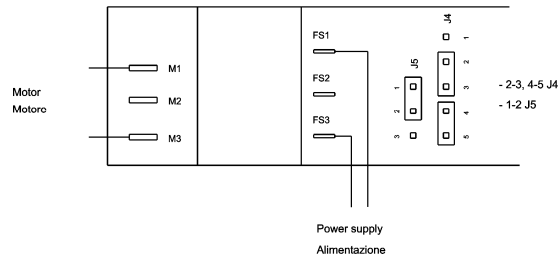 J4
FS1
1
J5
2
M1
Motor
Motore
FS2
1
3
- 2-3, 4-5 J4
M2
- 1-2 J5
2
4
FS3
M3
3
5
Power supply
Alimentazione